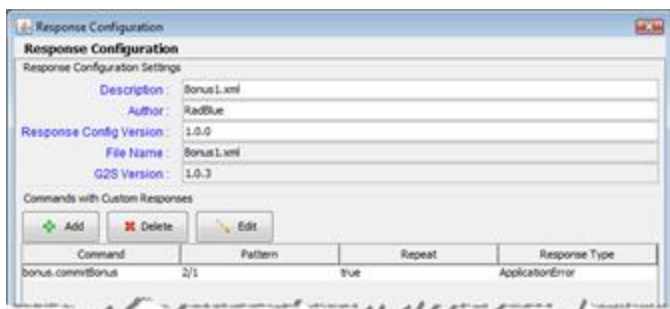 Response Configuration
Response Configuration
Response Configuration Settings
Description : Bonus1.xml
Author : RadBlue
Response Config Version : 1.0.0
File Name : Bonus1.xml
G2S Version : 1.0.3
Commands with Custom Responses
Add Delete Edit
Command Pattern Repeat Response Type
bonus.commitBonus 2/1 true ApplicationError